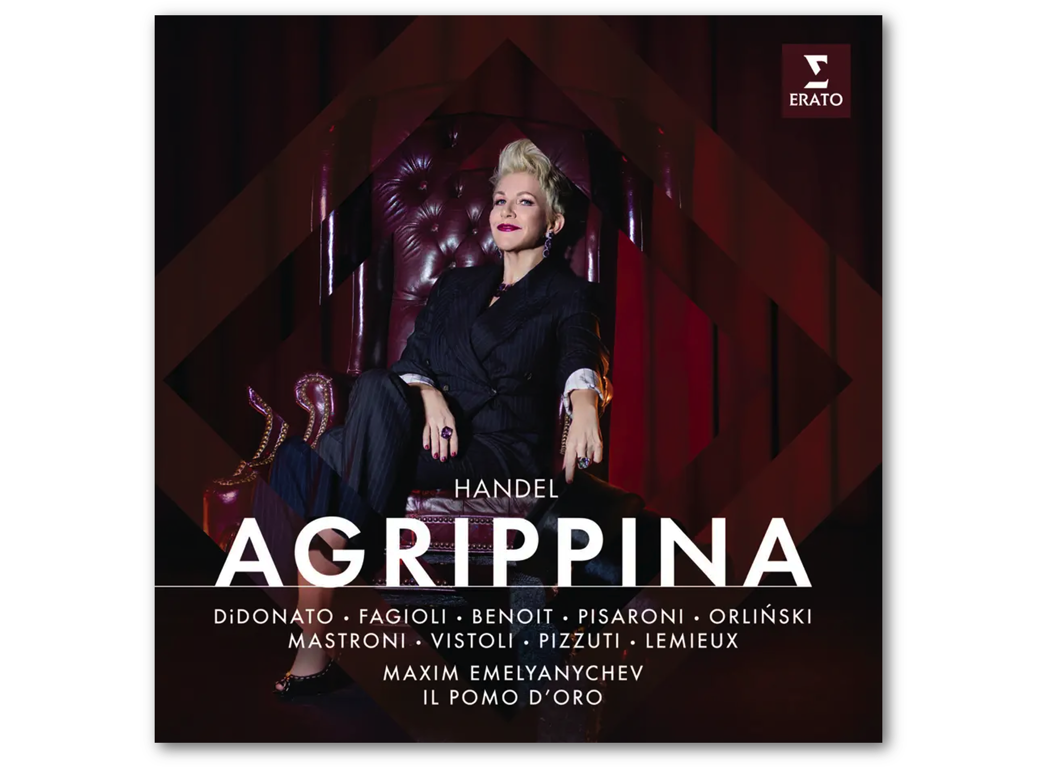 ERATO
HANDEL
AGRIPPINA
DiDONATO • FAGIOLI • BENOIT • PISARONI • ORLIŃSKI
MASTRONI • VISTOLI • PIZZUTI • LEMIEUX
MAXIM EMELYANYCHEV
IL POMO D’ORO